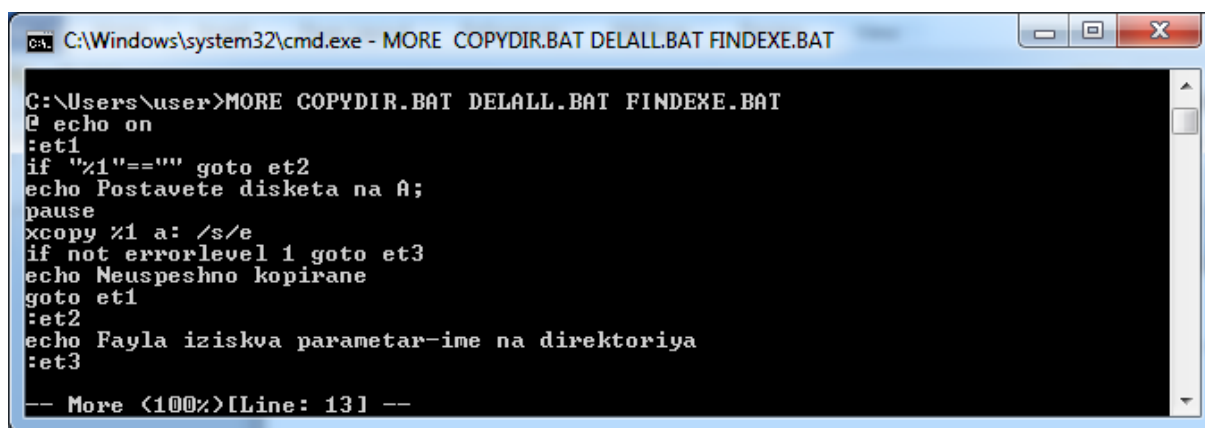 C:\Windows\system32\cmd.exe - MORE COPYDIR.BAT DELALL.BAT FINDEXE.BAT
C:\Users\user>MORE COPYDIR.BAT DELALL.BAT FINDEXE.BAT
@ echo on
:et1
if "%1"=="" goto et2
echo Postavete disketa na A;
pause
xcopy %1 a: /s/e
if not errorlevel 1 goto et3
echo Neuspeshno kopirane
goto et1
:et2
echo Fayla iziskva parametar-ime na direktoriya
:et3
-- More (100%)[Line: 13] --